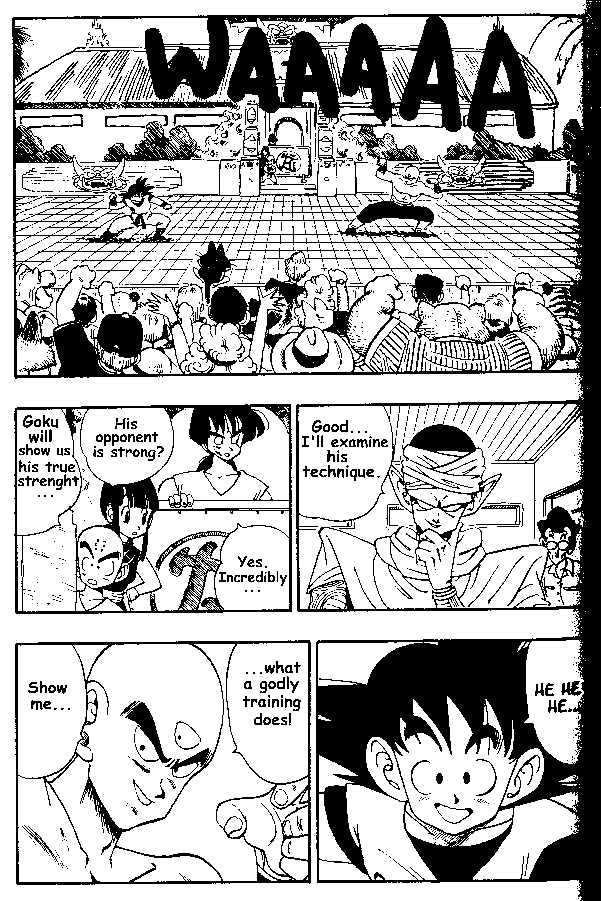 WAAAAA
Goku
will
show us
his true
strenght
...
His
opponent
is strong?
Yes.
Incredibly
...
Good...
I'll examine
his
technique.
Show
me...
...what
a godly
training
does!
HE HE
HE...